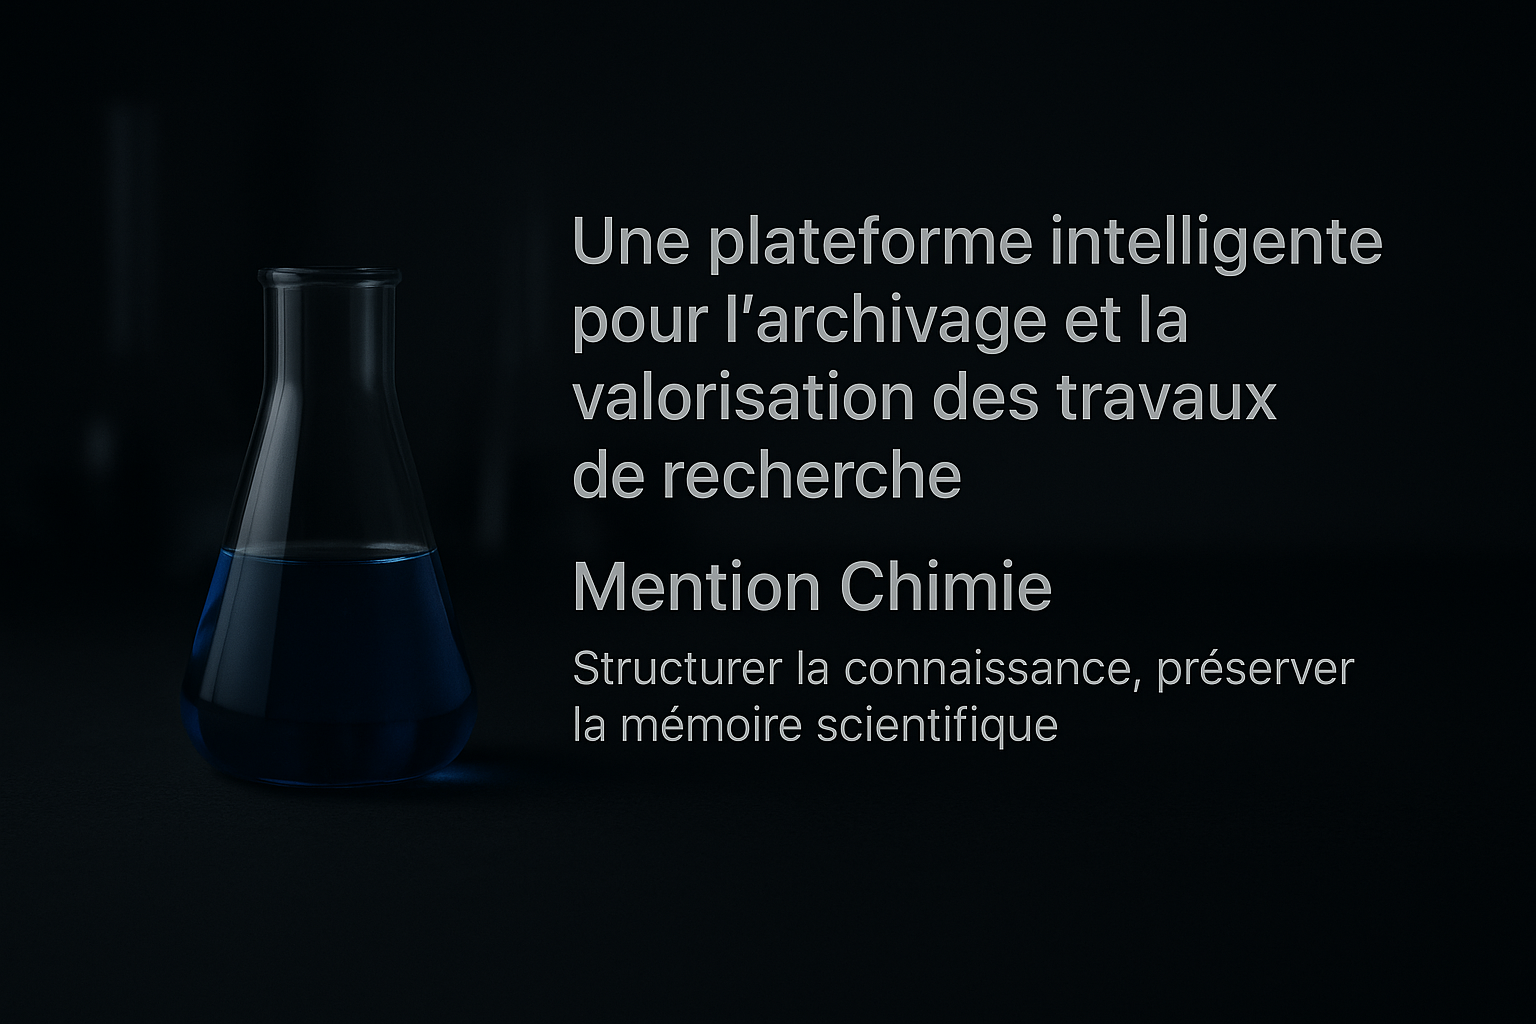 Une plateforme intelligente
pour l’archivage et la
valorisation des travaux
de recherche
Mention Chimie
Structurer la connaissance, préserver
la mémoire scientifique